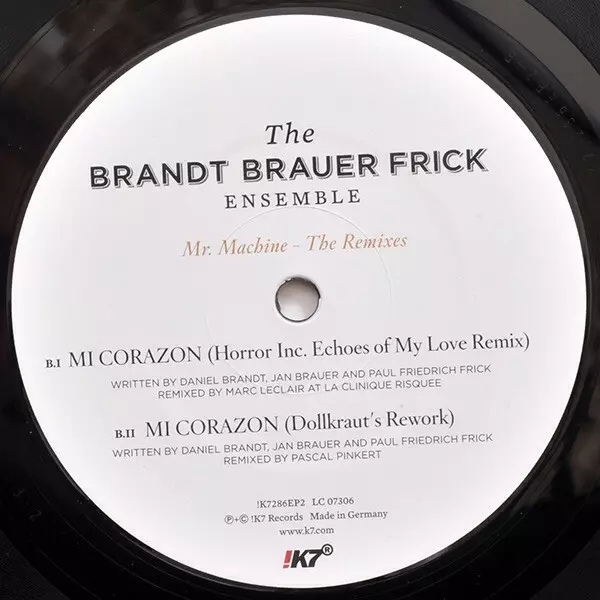 The
BRANDT BRAUER FRICK
ENSEMBLE
Mr. Machine – The Remixes
B.I MI CORAZON (Horror Inc. Echoes of My Love Remix)
WRITTEN BY DANIEL BRANDT, JAN BRAUER AND PAUL FRIEDRICH FRICK
REMIXED BY MARC LECLAIR AT LA CLINIQUE RISQUEE
B.II MI CORAZON (Dollkraut's Rework)
WRITTEN BY DANIEL BRANDT, JAN BRAUER AND PAUL FRIEDRICH FRICK
REMIXED BY PASCAL PINKERT
!K7286EP2 LC 07306
℗+© !K7 Records Made in Germany
www.k7.com
!K7®